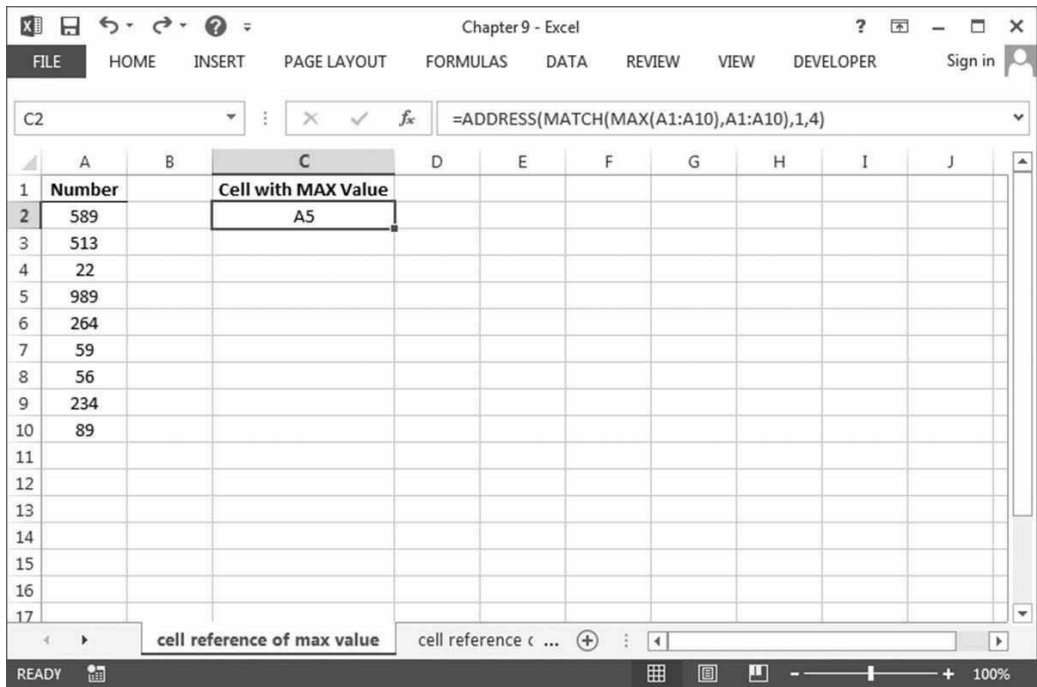 Chapter 9 - Excel
?
FILE HOME INSERT PAGE LAYOUT FORMULAS DATA REVIEW VIEW DEVELOPER Sign in
C2 fx =ADDRESS(MATCH(MAX(A1:A10),A1:A10),1,4)
A B C D E F G H I J
1 Number Cell with MAX Value
2 589 A5
3 513
4 22
5 989
6 264
7 59
8 56
9 234
10 89
11
12
13
14
15
16
17
cell reference of max value cell reference c ...
READY 100%